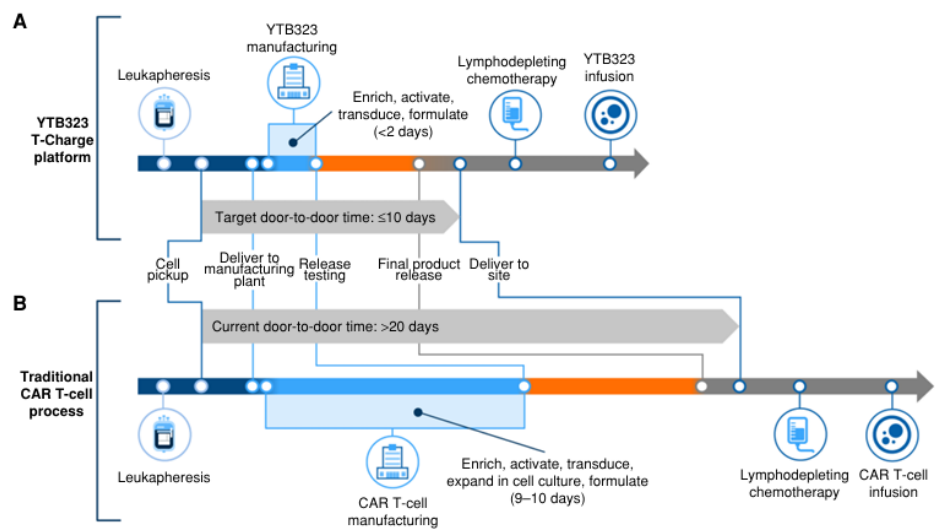 A
YTB323
T-Charge
platform
Leukapheresis
YTB323
manufacturing
Enrich, activate,
transduce, formulate
(<2 days)
Lymphodepleting
chemotherapy
YTB323
infusion
Target door-to-door time: ≤10 days
Cell
pickup
Deliver to
manufacturing
plant
Release
testing
Final product
release
Deliver to
site
B
Traditional
CAR T-cell
process
Current door-to-door time: >20 days
Leukapheresis
CAR T-cell
manufacturing
Enrich, activate, transduce,
expand in cell culture, formulate
(9–10 days)
Lymphodepleting
chemotherapy
CAR T-cell
infusion